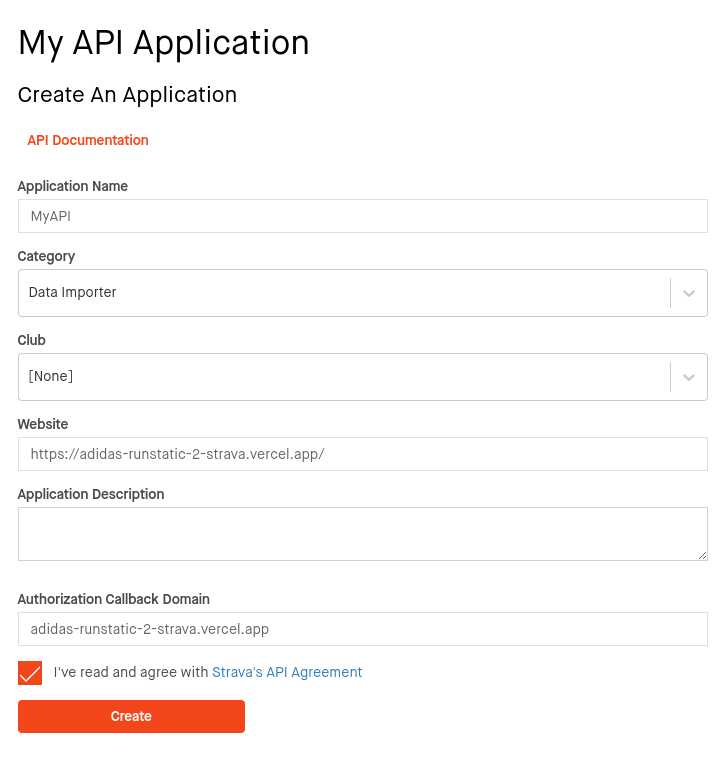 My API Application
Create An Application
API Documentation
Application Name
MyAPI
Category
Data Importer
Club
[None]
Website
https://adidas-runstatic-2-strava.vercel.app/
Application Description
Authorization Callback Domain
adidas-runstatic-2-strava.vercel.app
I've read and agree with Strava's API Agreement
Create